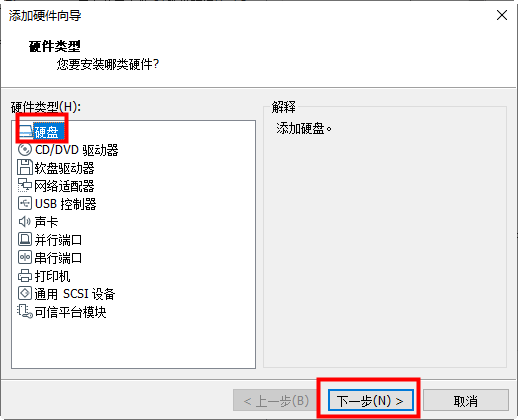 添加硬件向导
硬件类型
您要安装哪类硬件?
硬件类型(H):
硬盘
CD/DVD 驱动器
软盘驱动器
网络适配器
USB 控制器
声卡
并行端口
串行端口
打印机
通用 SCSI 设备
可信平台模块
解释
添加硬盘。
< 上一步(B)
下一步(N) >
取消